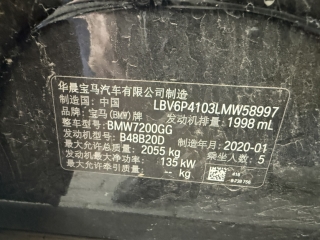 华晨宝马汽车有限公司制造
制造国：中国 LBV6P4103LMW58997
品牌：宝马(BMW)牌 发动机排量：1998 mL
整车型号：BMW7200GG
发动机型号：B48B20D 制造年月：2020-01
最大允许总质量：2055 kg 乘坐人数：5
发动机最大净功率：135 kW
最大允许牵引质量：-- kg